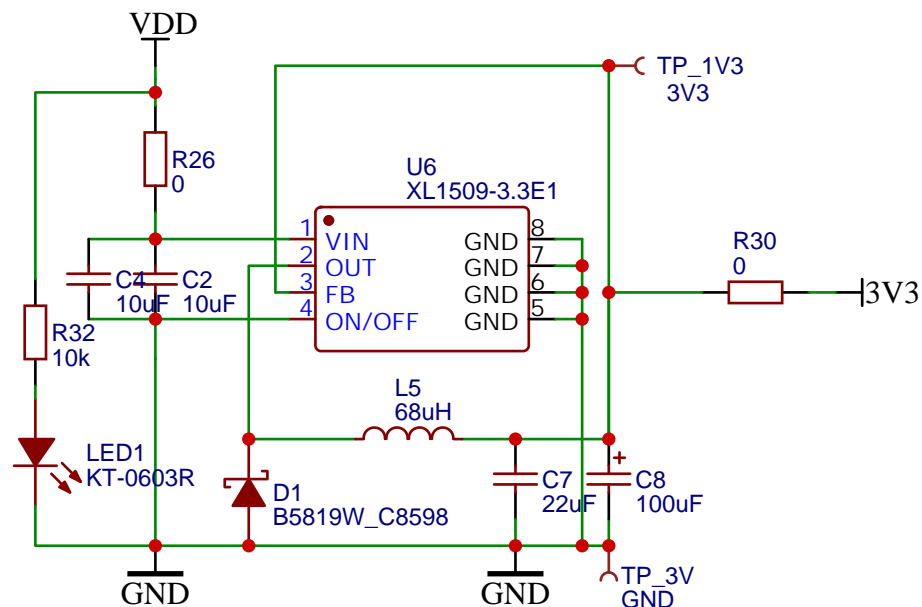 VDD
TP_1V3
3V3
R26
0
U6
XL1509-3.3E1
1
VIN
GND
8
2
OUT
GND
7
3
FB
GND
6
4
ON/OFF
GND
5
C4
10uF
C2
10uF
R30
0
3V3
R32
10k
L5
68uH
LED1
KT-0603R
D1
B5819W_C8598
C7
22uF
+
C8
100uF
GND
GND
TP_3V
GND